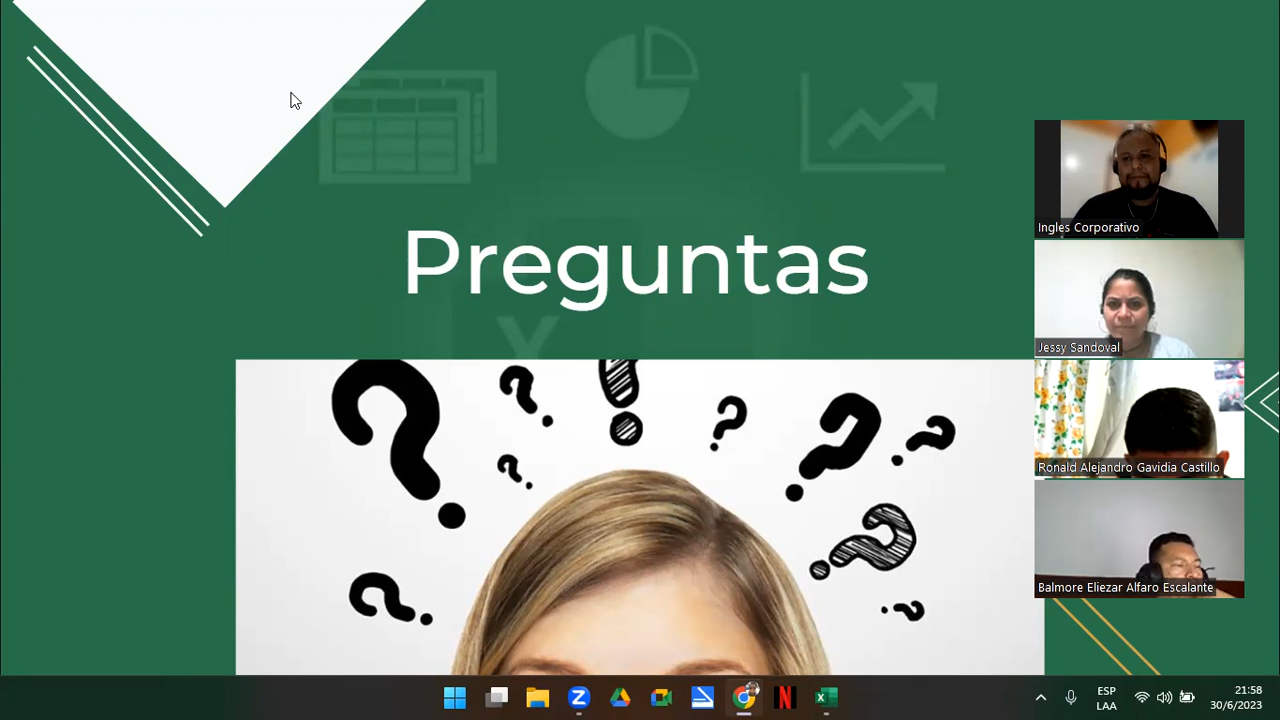 Preguntas
Ingles Corporativo
Jessy Sandoval
Ronald Alejandro Gavidia Castillo
Balmore Eliezar Alfaro Escalante
ESP
LAA
21:58
30/6/2023